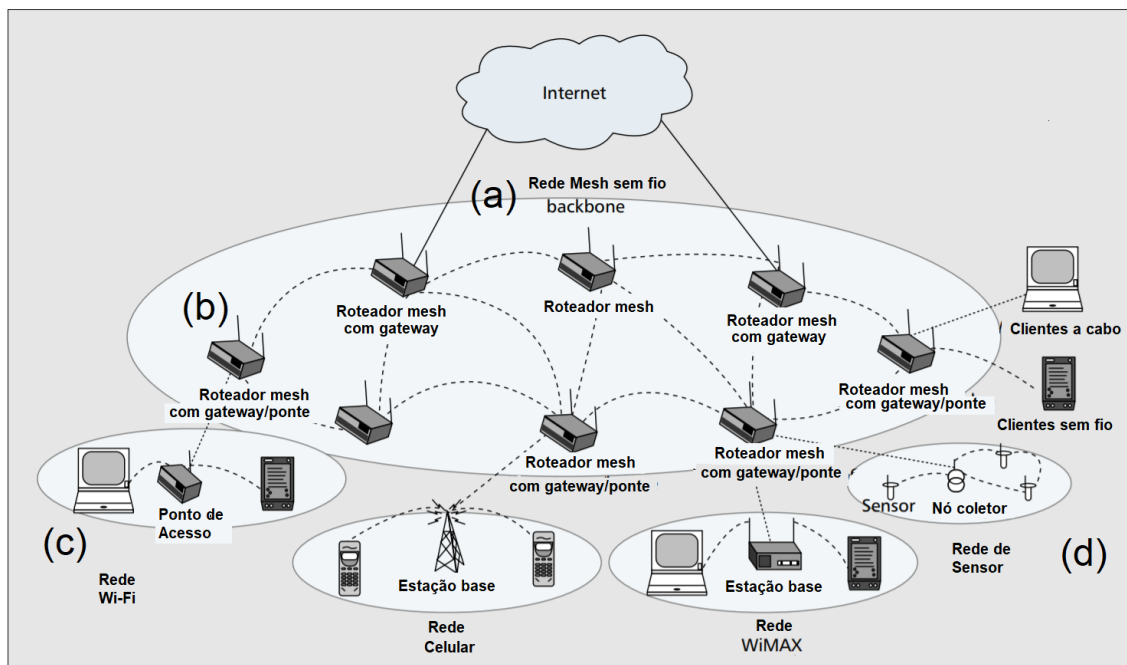 Internet
(a)
Rede Mesh sem fio
backbone
(b)
Roteador mesh
com gateway
Roteador mesh
Roteador mesh
com gateway
Clientes a cabo
Roteador mesh
com gateway/ponte
Roteador mesh
com gateway/ponte
Clientes sem fio
Roteador mesh
com gateway/ponte
Roteador mesh
com gateway/ponte
Ponto de
Acesso
(c)
Rede
Wi-Fi
Estação base
Rede
Celular
Estação base
Rede
WiMAX
Sensor
Nó coletor
Rede de
Sensor
(d)